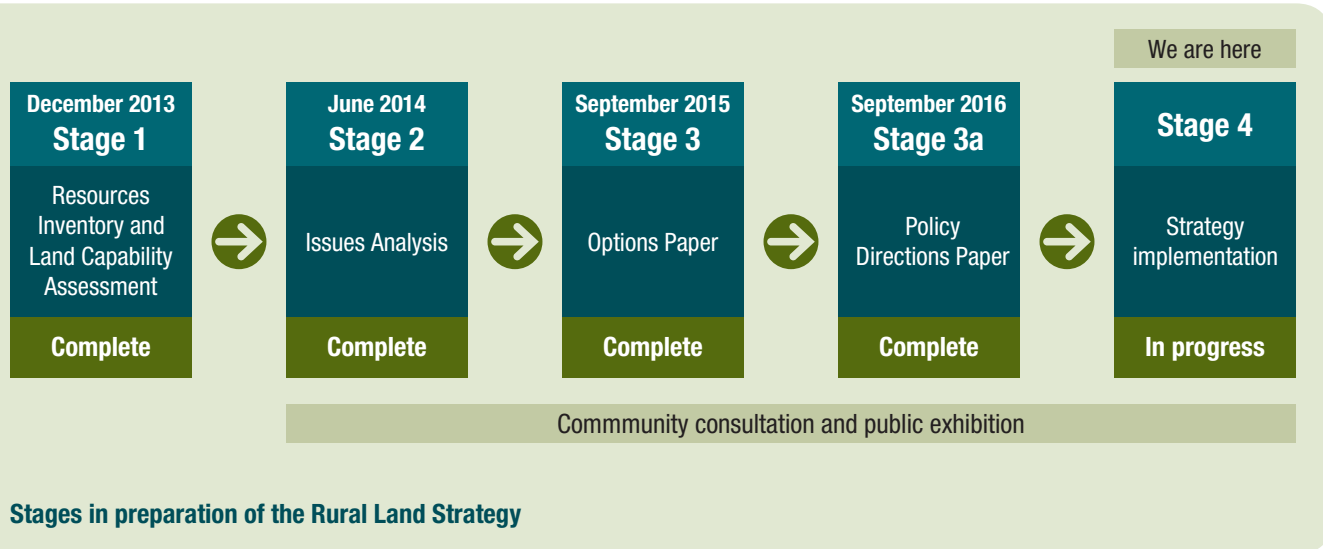 We are here
December 2013
Stage 1
Resources
Inventory and
Land Capability
Assessment
Complete
June 2014
Stage 2
Issues Analysis
Complete
September 2015
Stage 3
Options Paper
Complete
September 2016
Stage 3a
Policy
Directions Paper
Complete
Stage 4
Strategy
implementation
In progress
Commmunity consultation and public exhibition
Stages in preparation of the Rural Land Strategy